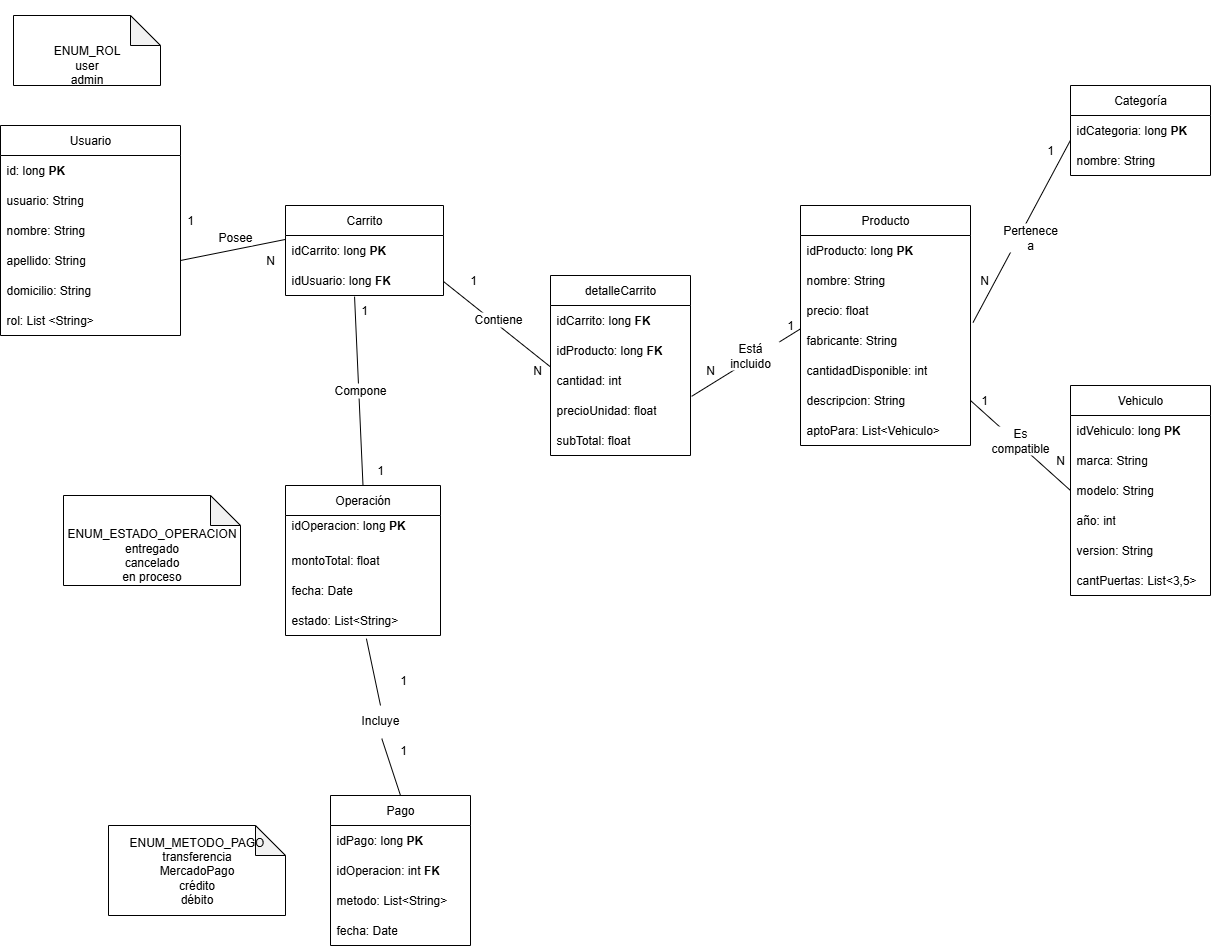 ENUM_ROL
user
admin
Usuario
id: long PK
usuario: String
nombre: String
apellido: String
domicilio: String
rol: List <String>
1
Posee
N
Carrito
idCarrito: long PK
idUsuario: long FK
1
Contiene
N
1
Compone
1
detalleCarrito
idCarrito: long FK
idProducto: long FK
cantidad: int
precioUnidad: float
subTotal: float
N
Está
incluido
1
Producto
idProducto: long PK
nombre: String
precio: float
fabricante: String
cantidadDisponible: int
descripcion: String
aptoPara: List<Vehiculo>
N
Pertenece
a
1
Categoría
idCategoria: long PK
nombre: String
1
Es
compatible
N
Vehiculo
idVehiculo: long PK
marca: String
modelo: String
año: int
version: String
cantPuertas: List<3,5>
ENUM_ESTADO_OPERACION
entregado
cancelado
en proceso
Operación
idOperacion: long PK
montoTotal: float
fecha: Date
estado: List<String>
1
Incluye
1
ENUM_METODO_PAGO
transferencia
MercadoPago
crédito
débito
Pago
idPago: long PK
idOperacion: int FK
metodo: List<String>
fecha: Date